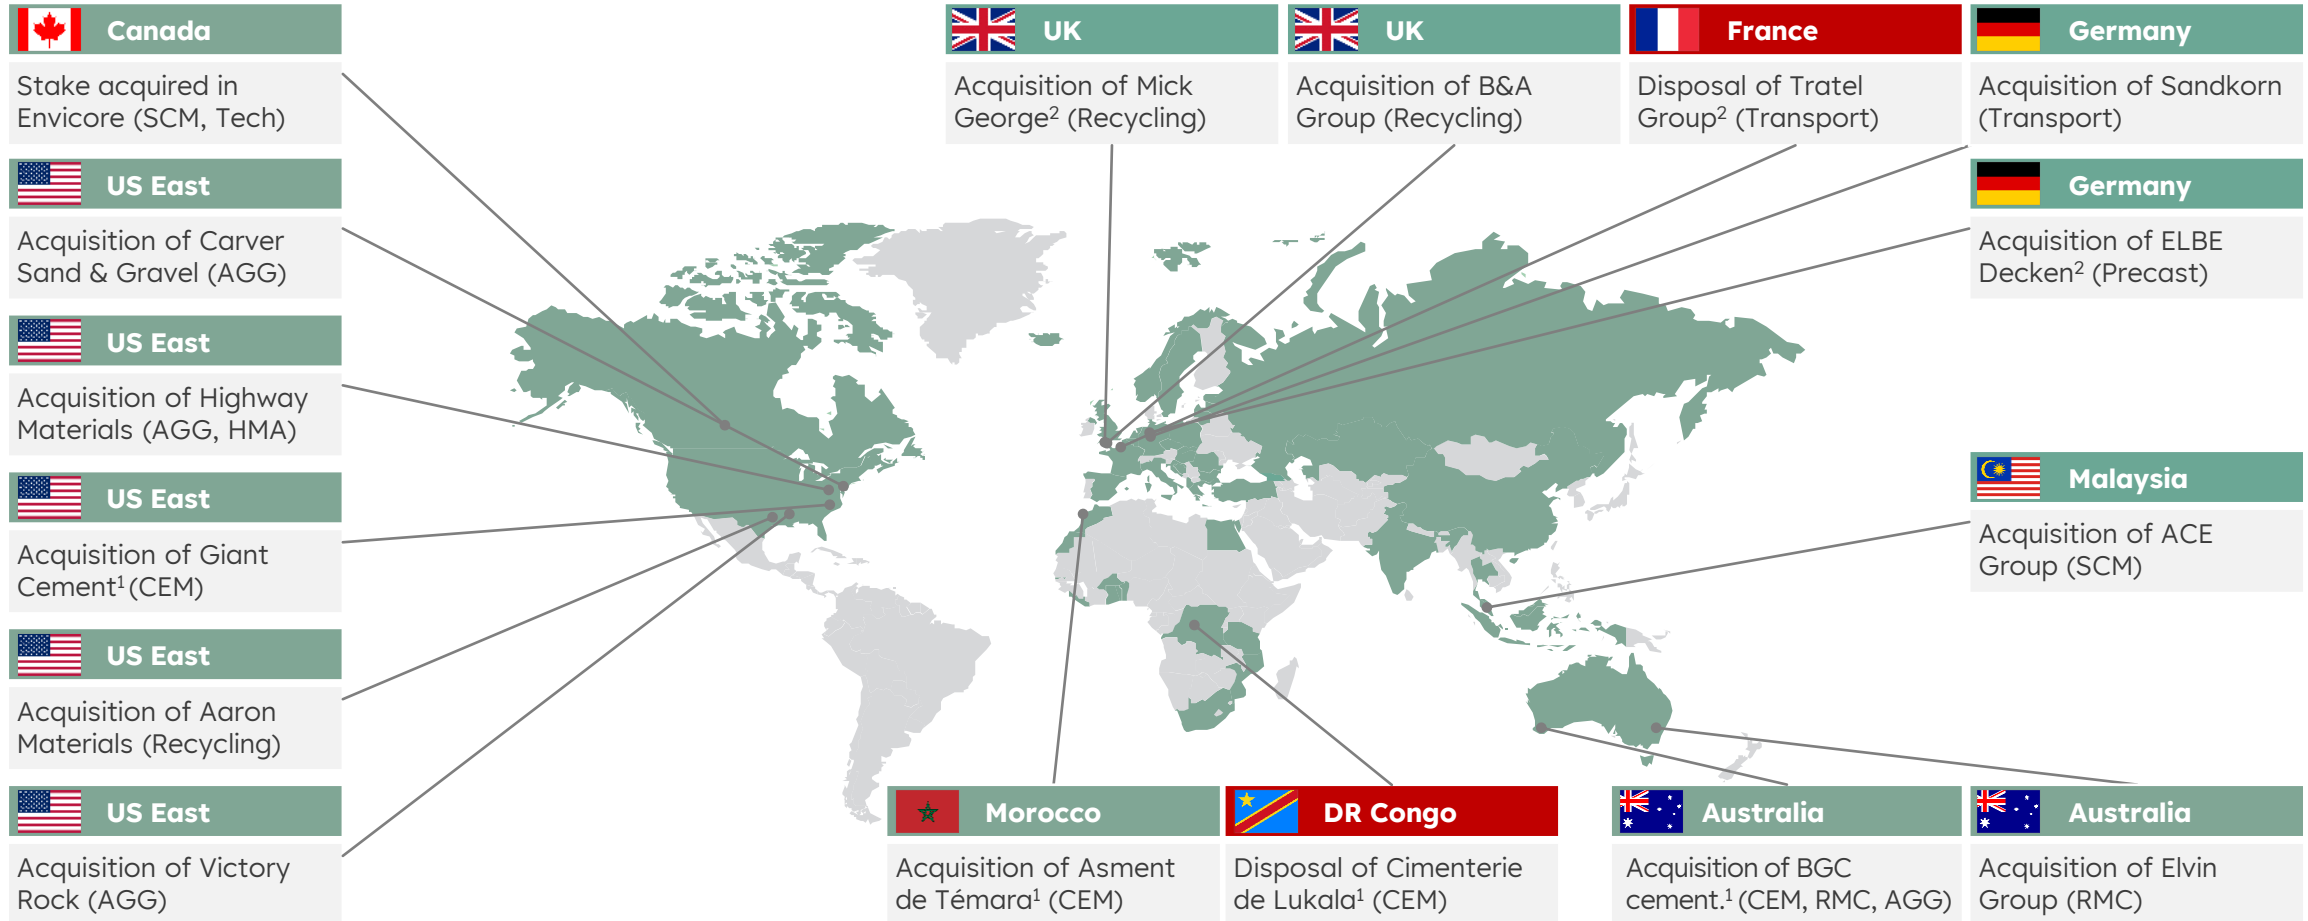 Canada
Stake acquired in
Envicore (SCM, Tech)
US East
Acquisition of Carver
Sand & Gravel (AGG)
US East
Acquisition of Highway
Materials (AGG, HMA)
US East
Acquisition of Giant
Cement¹ (CEM)
US East
Acquisition of Aaron
Materials (Recycling)
US East
Acquisition of Victory
Rock (AGG)
UK
Acquisition of Mick
George² (Recycling)
UK
Acquisition of B&A
Group (Recycling)
France
Disposal of Tratel
Group² (Transport)
Germany
Acquisition of Sandkorn
(Transport)
Germany
Acquisition of ELBE
Decken² (Precast)
Malaysia
Acquisition of ACE
Group (SCM)
Morocco
Acquisition of Asment
de Témara¹ (CEM)
DR Congo
Disposal of Cimenterie
de Lukala¹ (CEM)
Australia
Acquisition of BGC
cement.¹ (CEM, RMC, AGG)
Australia
Acquisition of Elvin
Group (RMC)